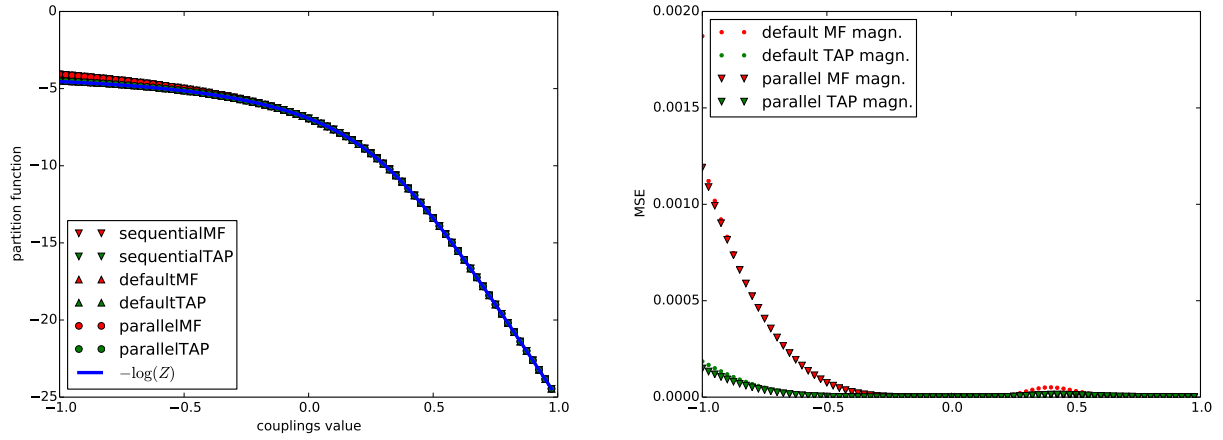 0
−5
−10
−15
−20
−25
partition function
sequentialMF
sequentialTAP
defaultMF
defaultTAP
parallelMF
parallelTAP
−log(Z)
−1.0 −0.5 0.0 0.5 1.0
couplings value
0.0020
0.0015
0.0010
0.0005
0.0000
MSE
default MF magn.
default TAP magn.
parallel MF magn.
parallel TAP magn.
−1.0 −0.5 0.0 0.5 1.0